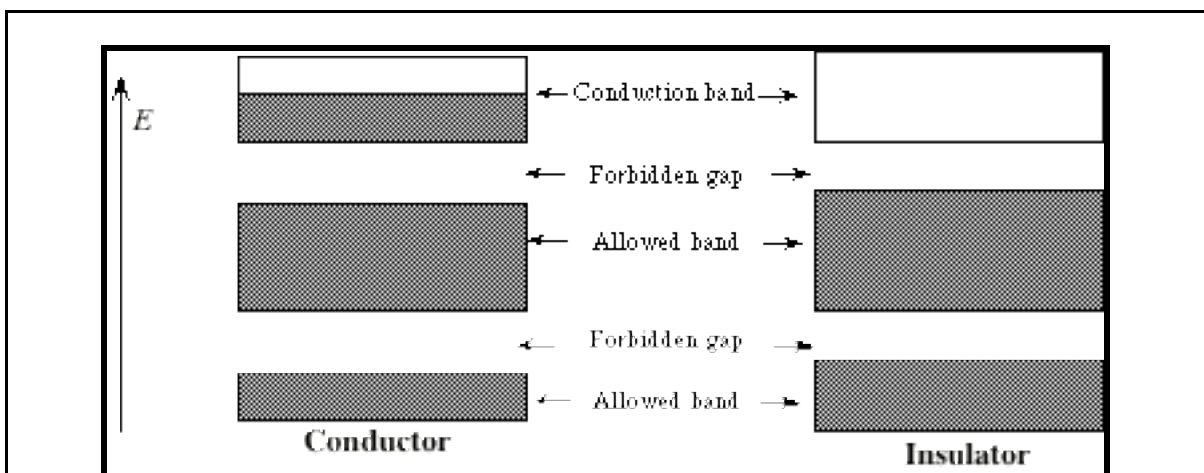 Conduction band
E
Forbidden gap
Allowed band
Forbidden gap
Allowed band
Conductor
Insulator